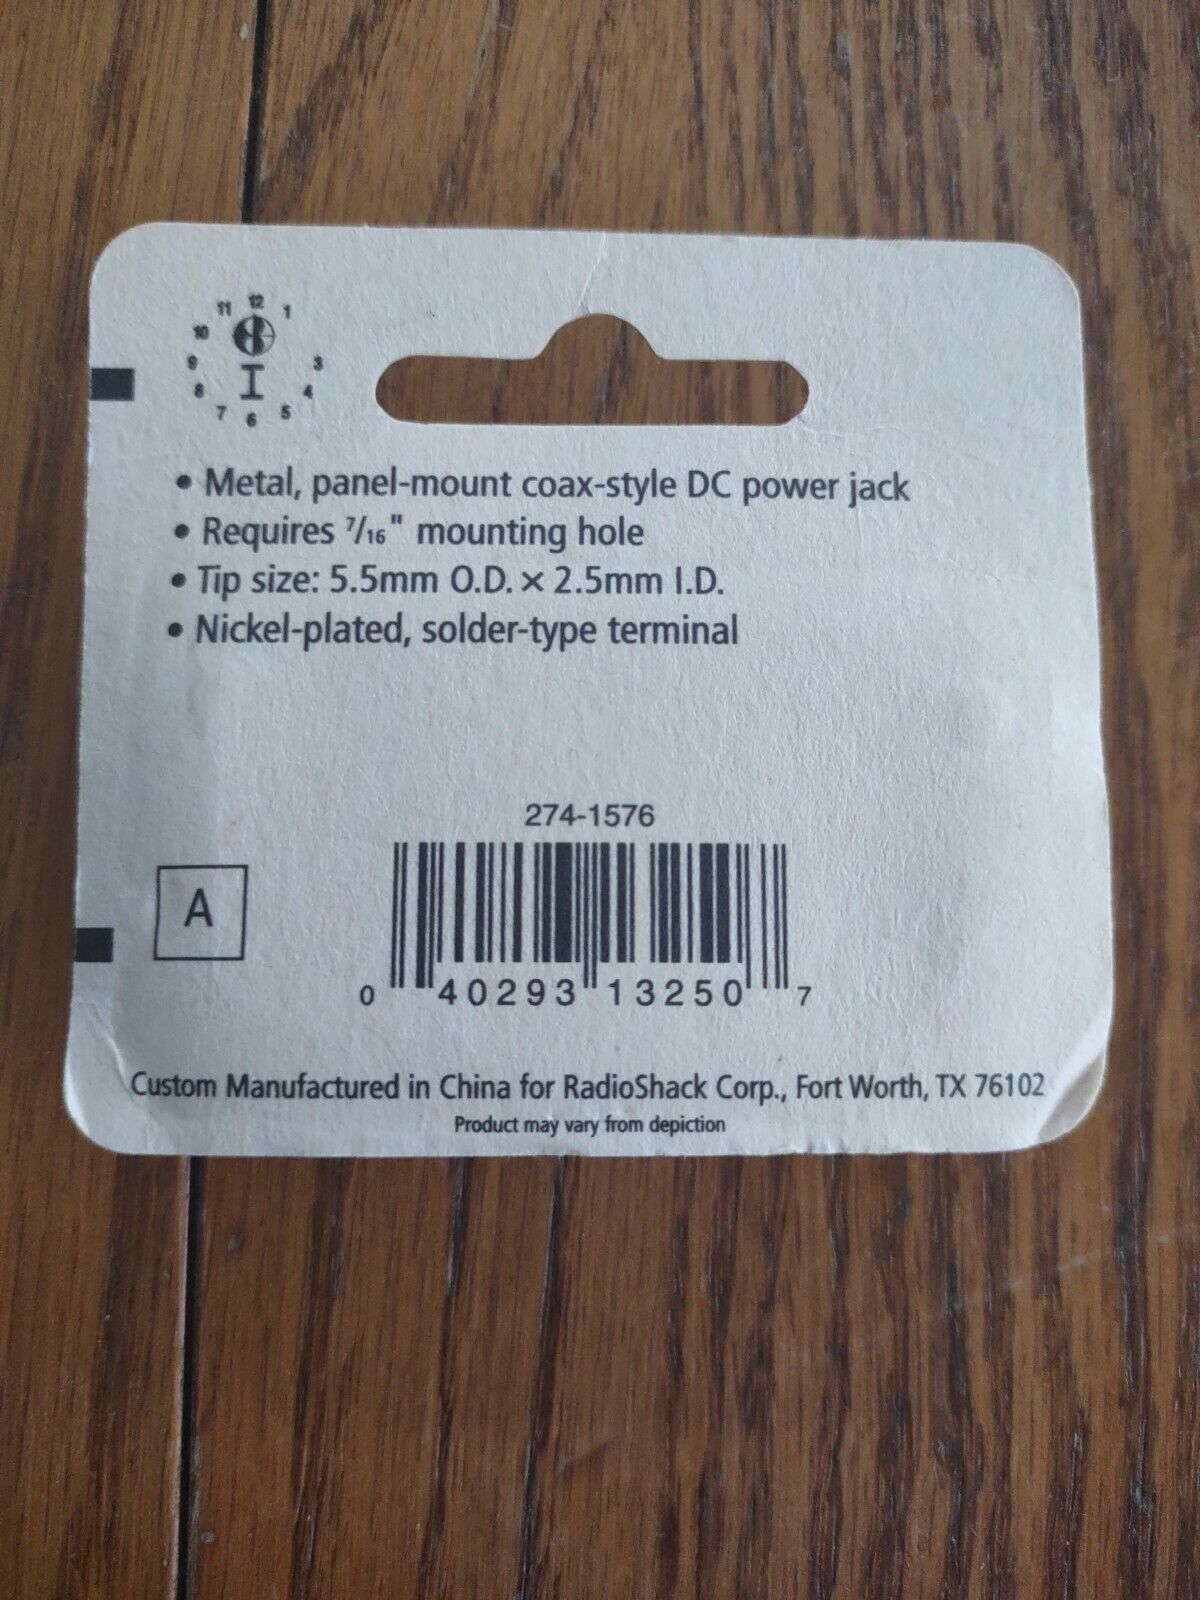 11 12 1
10
9 3
8 I 4
7 6 5
• Metal, panel-mount coax-style DC power jack
• Requires 7/16" mounting hole
• Tip size: 5.5mm O.D. × 2.5mm I.D.
• Nickel-plated, solder-type terminal
274-1576
A
0 40293 13250 7
Custom Manufactured in China for RadioShack Corp., Fort Worth, TX 76102
Product may vary from depiction